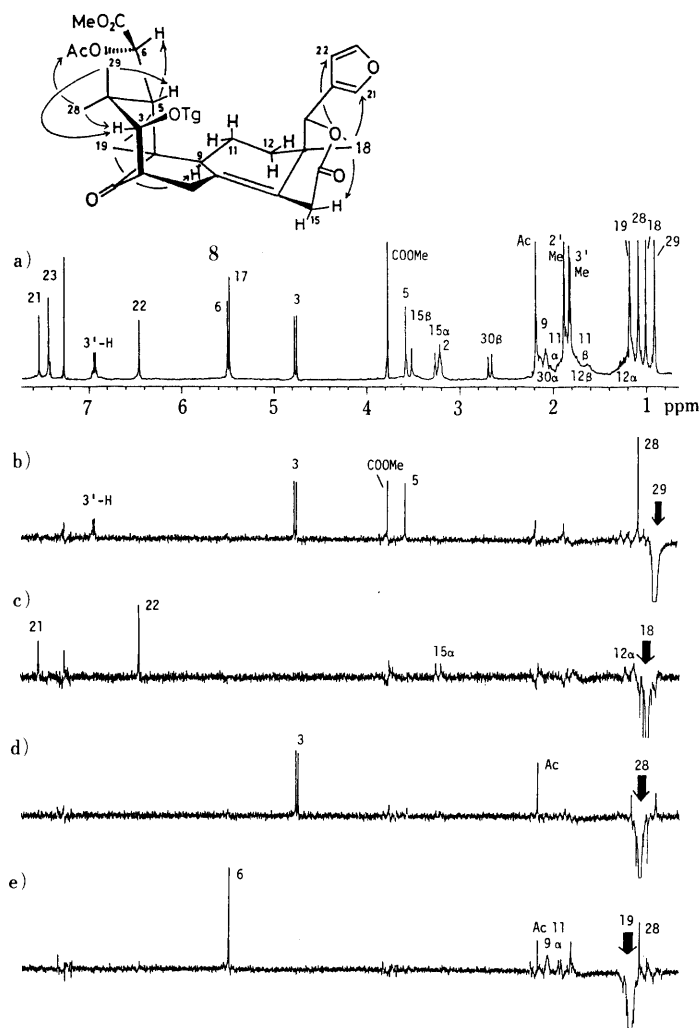 MeO₂C H
AcO 6 22 O
29 H 21
5 O
28 H 3 OTg H H 12 H 18
19 9 H 11 H O
O H H
15
8
a)
21 23 3'-H 22 6 17 3 COOMe 5 15β 15α 2 30β Ac 9 11 α 30α 2' Me 3' Me 11 β 12β 12α 19 28 18 29
7 6 5 4 3 2 1 ppm
b)
3'-H 3 COOMe 5 28 29
c)
21 22 15α 12α 18
d)
3 Ac 28
e)
6 Ac 11 9 α 19 28